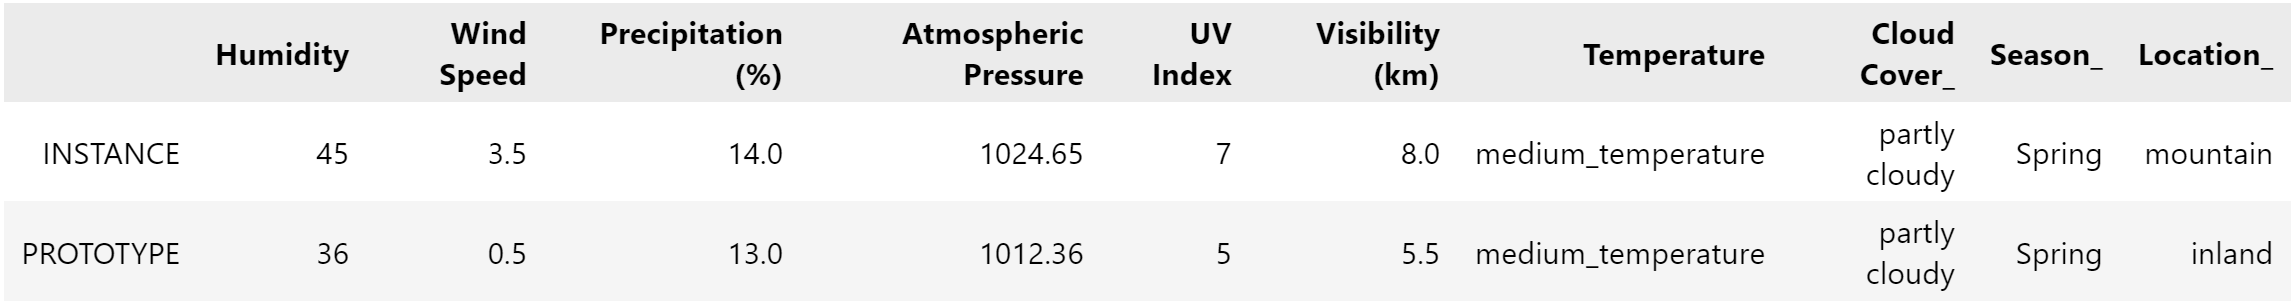 Humidity Wind Speed Precipitation (%) Atmospheric Pressure UV Index Visibility (km) Temperature Cloud Cover_ Season_ Location_
INSTANCE 45 3.5 14.0 1024.65 7 8.0 medium_temperature partly cloudy Spring mountain
PROTOTYPE 36 0.5 13.0 1012.36 5 5.5 medium_temperature partly cloudy Spring inland